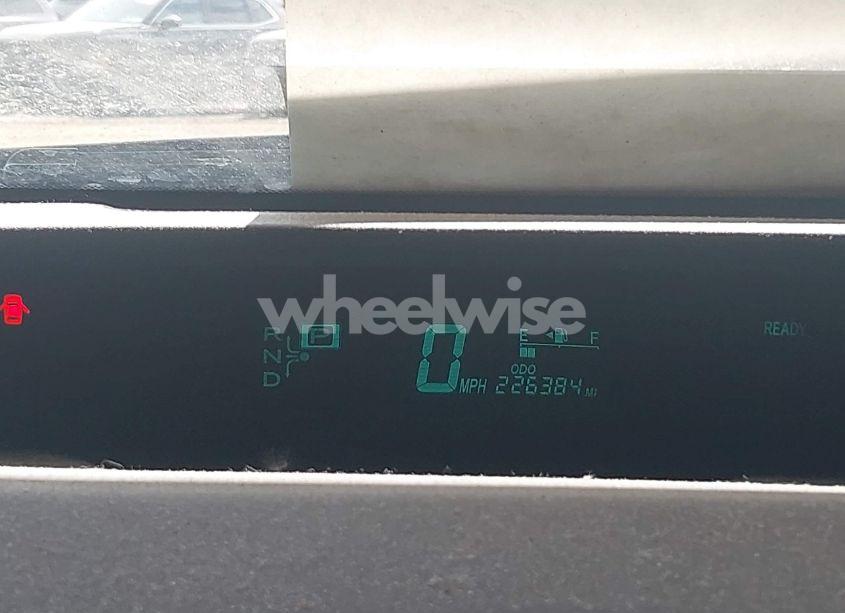 wheelwise
R P
N
D
0 MPH
E F
ODO
226384 MI
READY